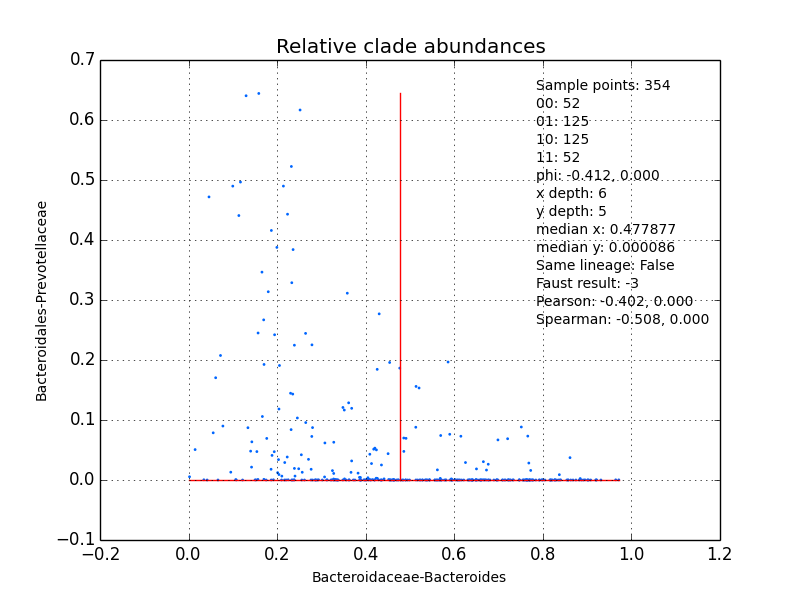 Relative clade abundances
0.7
0.6
0.5
0.4
0.3
0.2
0.1
0.0
−0.1
Bacteroidales-Prevotellaceae
Sample points: 354
00: 52
01: 125
10: 125
11: 52
phi: -0.412, 0.000
x depth: 6
y depth: 5
median x: 0.477877
median y: 0.000086
Same lineage: False
Faust result: -3
Pearson: -0.402, 0.000
Spearman: -0.508, 0.000
−0.2 0.0 0.2 0.4 0.6 0.8 1.0 1.2
Bacteroidaceae-Bacteroides